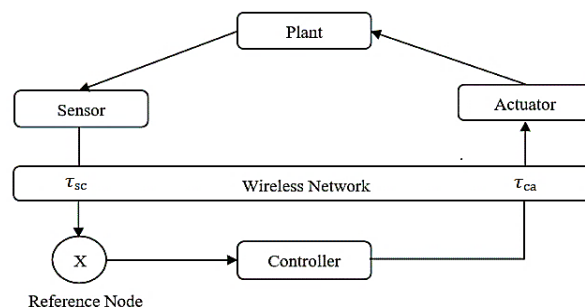 Plant
Sensor
Actuator
τsc
Wireless Network
τca
X
Controller
Reference Node